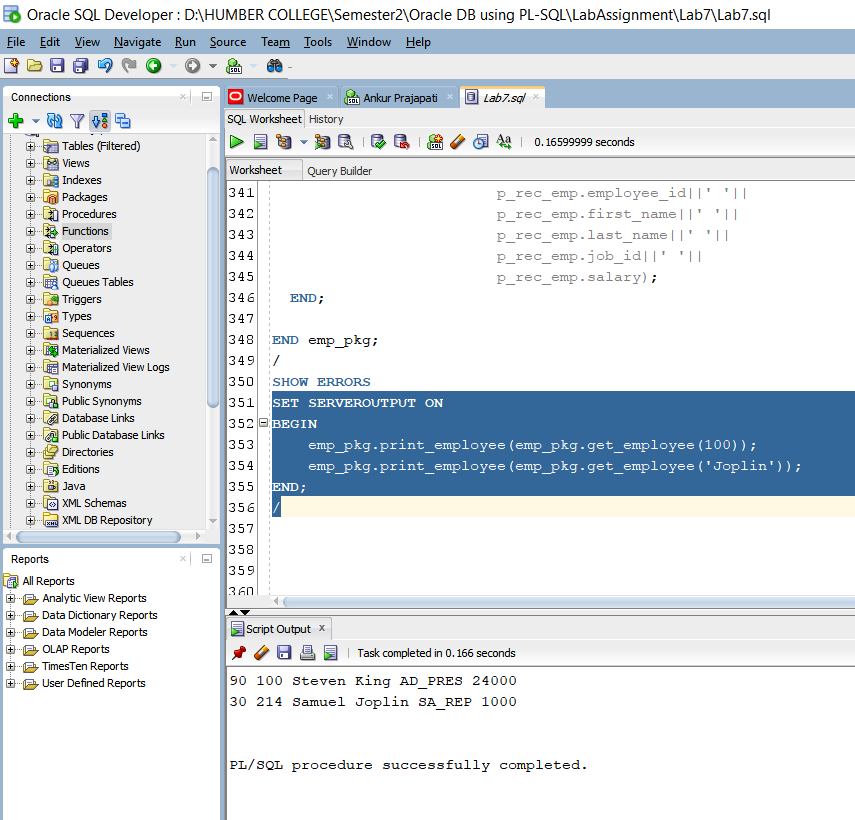 Oracle SQL Developer : D:\HUMBER COLLEGE\Semester2\Oracle DB using PL-SQL\LabAssignment\Lab7\Lab7.sql
File Edit View Navigate Run Source Team Tools Window Help
Connections
Tables (Filtered)
Views
Indexes
Packages
Procedures
Functions
Operators
Queues
Queues Tables
Triggers
Types
Sequences
Materialized Views
Materialized View Logs
Synonyms
Public Synonyms
Database Links
Public Database Links
Directories
Editions
Java
XML Schemas
XML DB Repository
Reports
All Reports
Analytic View Reports
Data Dictionary Reports
Data Modeler Reports
OLAP Reports
TimesTen Reports
User Defined Reports
Welcome Page Ankur Prajapati Lab7.sql
SQL Worksheet History
0.16599999 seconds
Worksheet Query Builder
341 p_rec_emp.employee_id||' '||
342 p_rec_emp.first_name||' '||
343 p_rec_emp.last_name||' '||
344 p_rec_emp.job_id||' '||
345 p_rec_emp.salary);
346 END;
347
348 END emp_pkg;
349 /
350 SHOW ERRORS
351 SET SERVEROUTPUT ON
352 BEGIN
353 emp_pkg.print_employee(emp_pkg.get_employee(100));
354 emp_pkg.print_employee(emp_pkg.get_employee('Joplin'));
355 END;
356 /
357
358
359
360
Script Output
Task completed in 0.166 seconds
90 100 Steven King AD_PRES 24000
30 214 Samuel Joplin SA_REP 1000
PL/SQL procedure successfully completed.